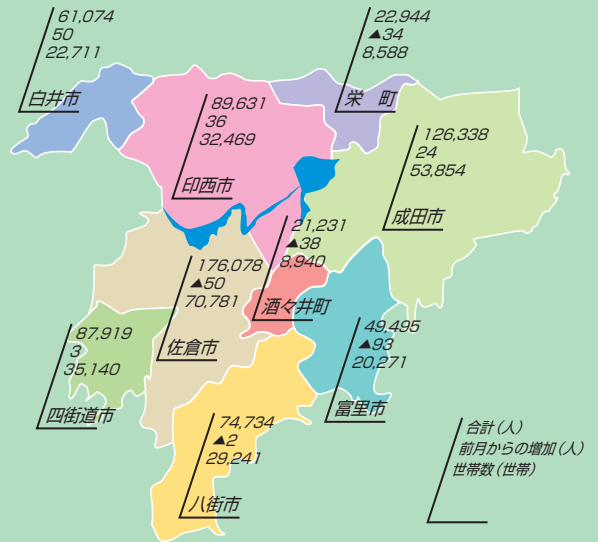 61,074
50
22,711
白井市
22,944
▲34
8,588
栄　町
89,631
36
32,469
印西市
126,338
24
53,854
成田市
21,231
▲38
8,940
酒々井町
176,078
▲50
70,781
佐倉市
87,919
3
35,140
四街道市
49,495
▲93
20,271
富里市
74,734
▲2
29,241
八街市
合計（人）
前月からの増加（人）
世帯数（世帯）